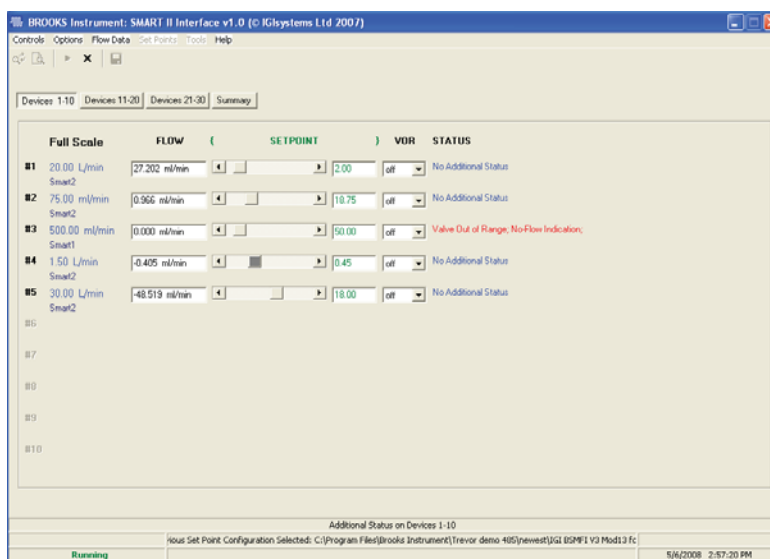 BROOKS Instrument: SMART II Interface v1.0 (© IGIsystems Ltd 2007)
Controls Options Flow Data Set Points Tools Help
Devices 1-10 Devices 11-20 Devices 21-30 Summary
Full Scale FLOW ( SETPOINT ) VOR STATUS
#1 20.00 L/min 27.202 ml/min 2.00 off No Additional Status
Smart2
#2 75.00 ml/min 0.966 ml/min 18.75 off No Additional Status
Smart2
#3 500.00 ml/min 0.000 ml/min 50.00 off Valve Out of Range; No-Flow Indication;
Smart1
#4 1.50 L/min -0.405 ml/min 0.45 off No Additional Status
Smart2
#5 30.00 L/min -48.519 ml/min 18.00 off No Additional Status
Smart2
#6
#7
#8
#9
#10
Additional Status on Devices 1-10
ious Set Point Configuration Selected: C:\Program Files\Brooks Instrument\Trevor demo 485\newest\IGI BSMFI V3 Mod13 fc
Running 5/6/2008 2:57:20 PM